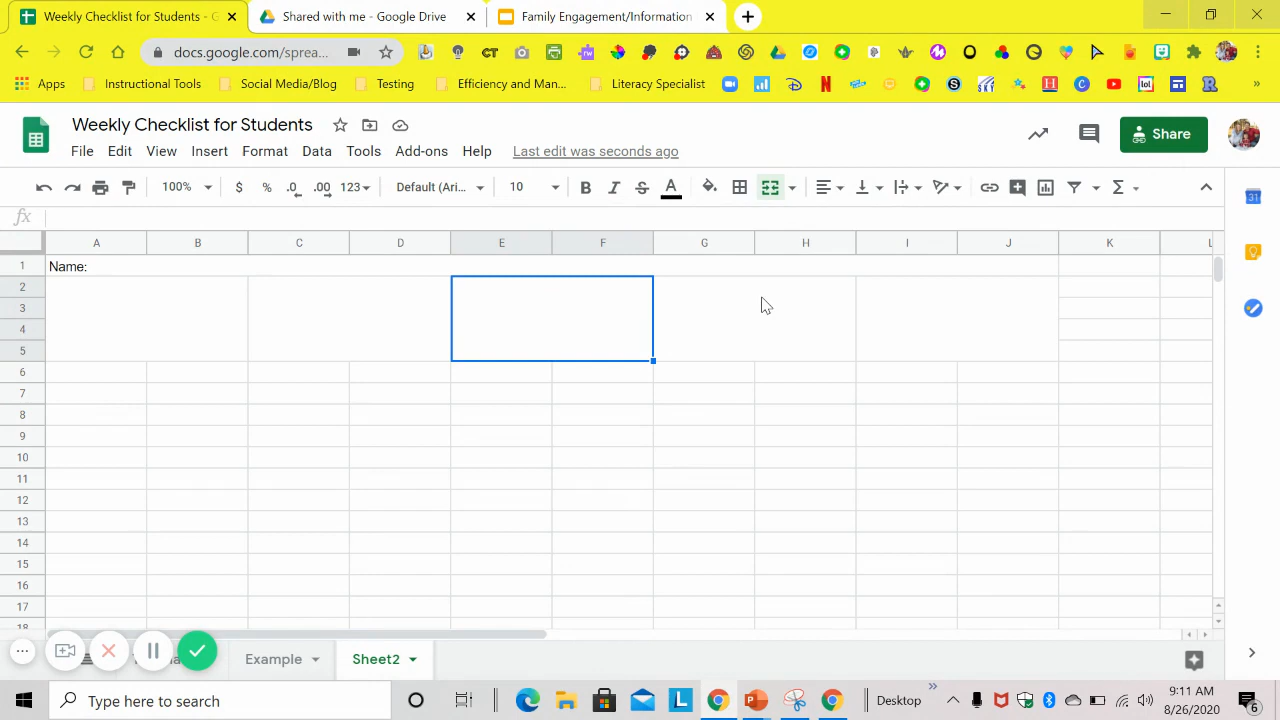 Weekly Checklist for Students - G
Shared with me - Google Drive
Family Engagement/Information
docs.google.com/sprea...
Apps
Instructional Tools
Social Media/Blog
Testing
Efficiency and Man...
Literacy Specialist
Weekly Checklist for Students
Share
File Edit View Insert Format Data Tools Add-ons Help Last edit was seconds ago
100% $ % .0 .00 123 Default (Ari... 10 B I S A
fx
A B C D E F G H I J K L
1 Name:
2
3
4
5
6
7
8
9
10
11
12
13
14
15
16
17
18
Example
Sheet2
Type here to search
Desktop
9:11 AM
8/26/2020